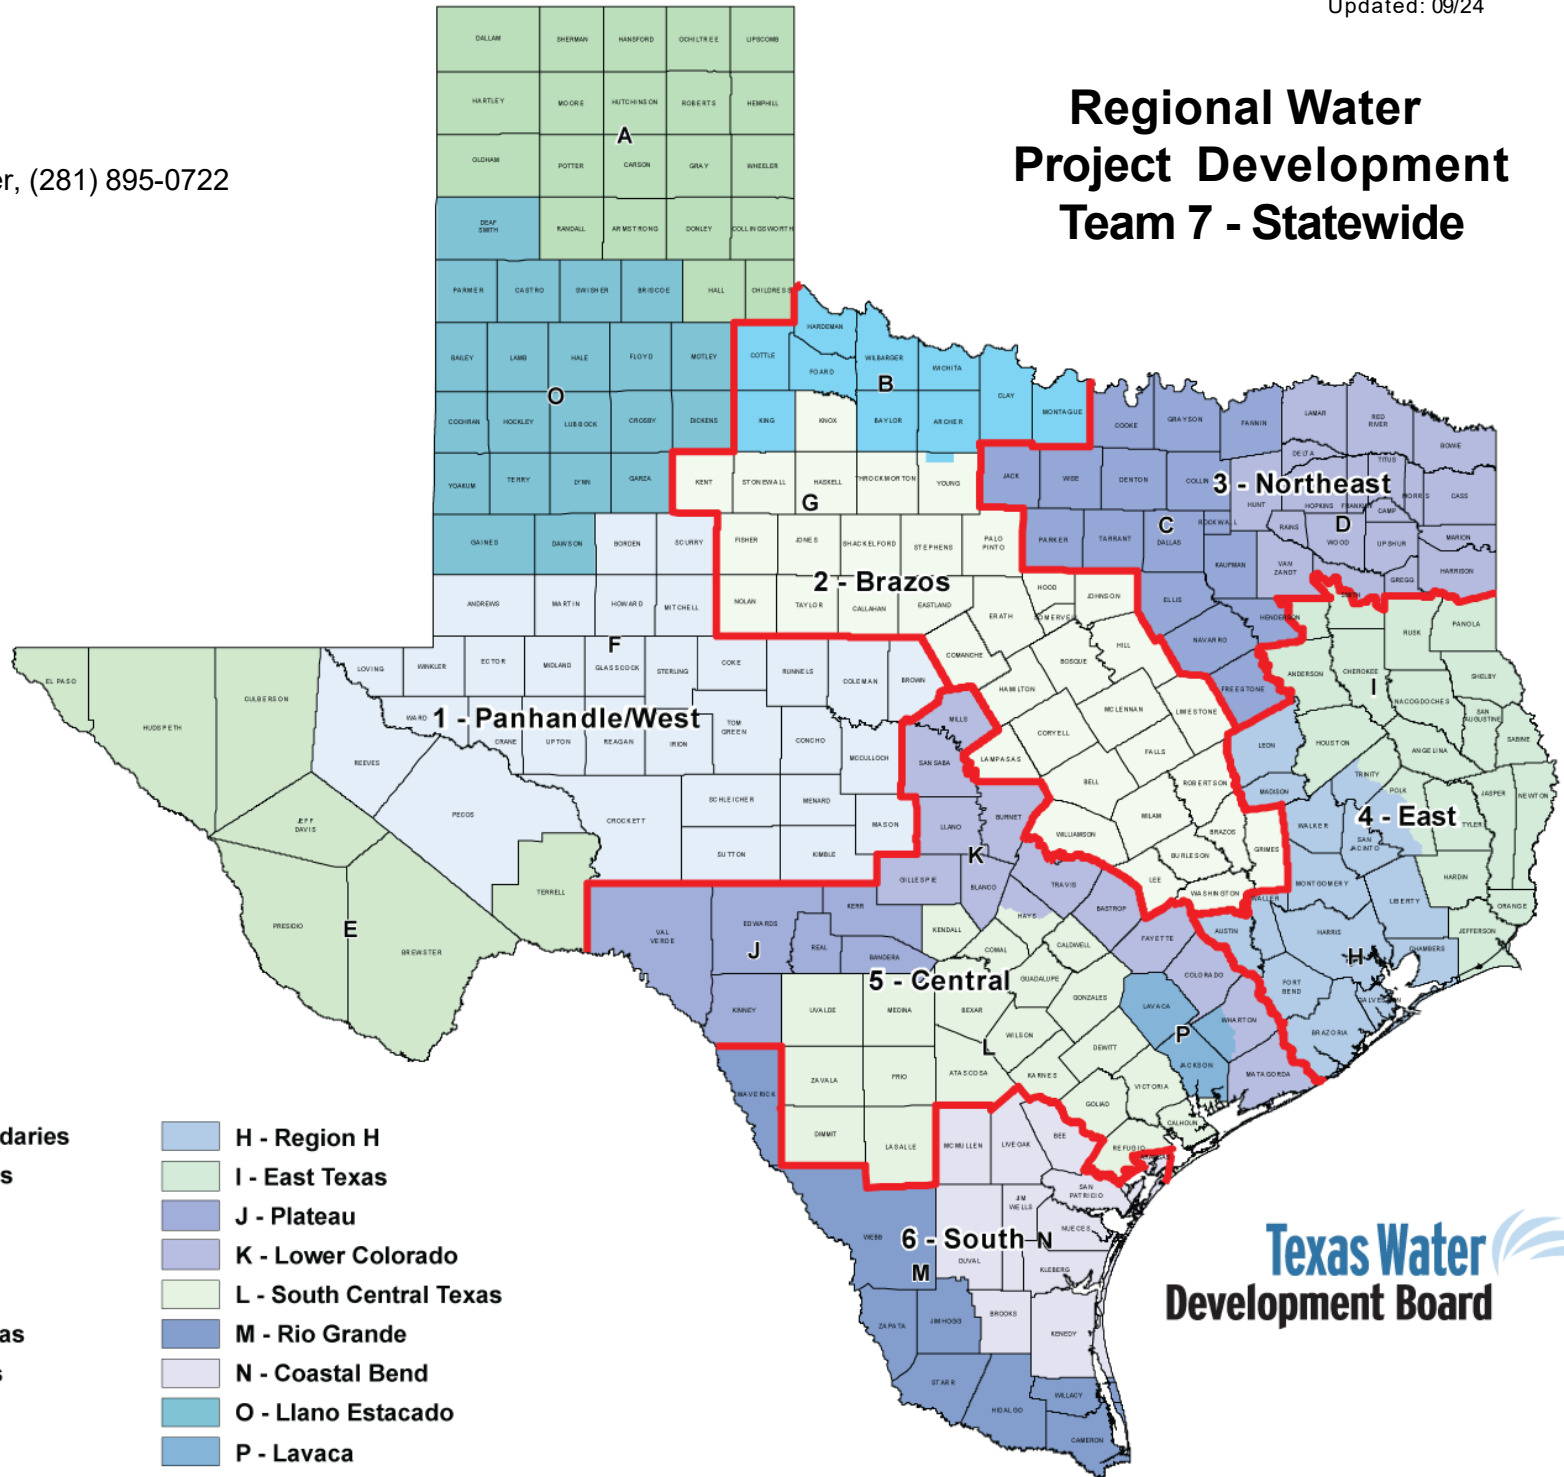 Updated: 09/24
Regional Water
Project Development
Team 7 - Statewide
er, (281) 895-0722
DALLAM SHERMAN HANSFORD OCHILTREE LIPSCOMB
HARTLEY MOORE HUTCHINSON ROBERTS HEMPHILL
A
OLDHAM POTTER CARSON GRAY WHEELER
DEAF
SMITH
RANDALL ARMSTRONG DONLEY COLLINGSWORTH
PARMER CASTRO SWISHER BRISCOE HALL CHILDRESS
HARDEMAN
BAILEY LAMB HALE FLOYD MOTLEY COTTLE FOARD WILBARGER WICHITA
O
B
CLAY MONTAGUE
COCHRAN HOCKLEY LUBBOCK CROSBY DICKENS KING KNOX BAYLOR ARCHER
COOKE GRAYSON FANNIN LAMAR RED
RIVER
BOWIE
YOAKUM TERRY LYNN GARZA KENT STONEWALL HASKELL THROCKMORTON YOUNG JACK WISE DENTON COLLIN
DELTA TITUS
3 - Northeast
HUNT HOPKINS FRANKLIN MORRIS CASS
CAMP
G
C
D
ROCKWALL RAINS WOOD UPSHUR MARION
GAINES DAWSON BORDEN SCURRY FISHER JONES SHACKELFORD STEPHENS PALO
PINTO
PARKER TARRANT DALLAS KAUFMAN VAN
ZANDT
GREGG HARRISON
2 - Brazos
SMITH
ANDREWS MARTIN HOWARD MITCHELL NOLAN TAYLOR CALLAHAN EASTLAND HOOD JOHNSON ELLIS
ERATH SOMERVELL HENDERSON RUSK PANOLA
F
LOVING WINKLER ECTOR MIDLAND GLASSCOCK STERLING COKE RUNNELS COLEMAN BROWN COMANCHE BOSQUE HILL NAVARRO
EL PASO HUDSPETH CULBERSON
HAMILTON FREESTONE ANDERSON CHEROKEE SHELBY
I
NACOGDOCHES
SAN
AUGUSTINE
SABINE
1 - Panhandle/West
WARD CRANE UPTON REAGAN IRION TOM
GREEN
CONCHO MCCULLOCH
MILLS SAN SABA LAMPASAS CORYELL MCLENNAN LIMESTONE
LEON HOUSTON ANGELINA
REEVES PECOS CROCKETT SCHLEICHER MENARD MASON
BELL FALLS ROBERTSON MADISON TRINITY POLK
4 - East
JASPER NEWTON TYLER
JEFF
DAVIS
SUTTON KIMBLE LLANO BURNET WILLIAMSON MILAM BRAZOS GRIMES WALKER SAN
JACINTO
K
TERRELL GILLESPIE BLANCO TRAVIS LEE BURLESON WASHINGTON MONTGOMERY LIBERTY HARDIN ORANGE
PRESIDIO
E
BREWSTER
VAL
VERDE
EDWARDS KERR REAL BANDERA KENDALL HAYS BASTROP FAYETTE AUSTIN WALLER HARRIS CHAMBERS JEFFERSON
J
H
5 - Central
COMAL CALDWELL GUADALUPE COLORADO FORT
BEND
GALVESTON
KINNEY UVALDE MEDINA BEXAR GONZALES LAVACA WHARTON BRAZORIA
P
L
WILSON DEWITT JACKSON MATAGORDA
MAVERICK ZAVALA FRIO ATASCOSA KARNES VICTORIA
GOLIAD CALHOUN
DIMMIT LASALLE MCMULLEN LIVE OAK BEE REFUGIO
SAN
PATRICIO
JIM
WELLS
WEBB DUVAL NUECES
6 - South
N
M
KLEBERG
ZAPATA JIM HOGG BROOKS KENEDY
STARR HIDALGO WILLACY
CAMERON
daries
s
as
s
H - Region H
I - East Texas
J - Plateau
K - Lower Colorado
L - South Central Texas
M - Rio Grande
N - Coastal Bend
O - Llano Estacado
P - Lavaca
Texas Water
Development Board